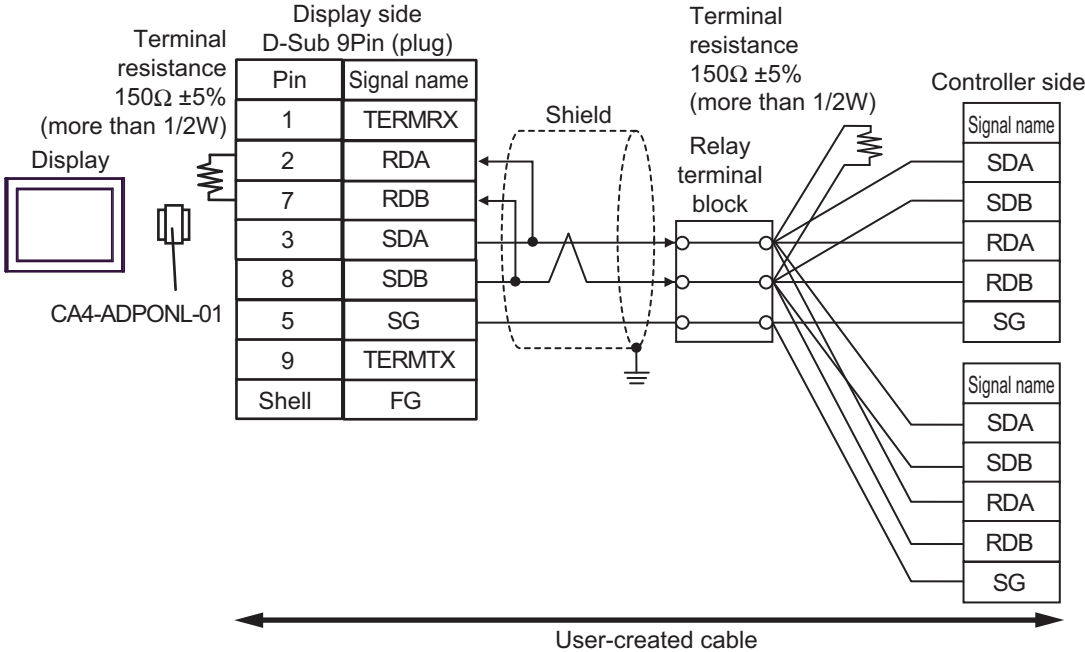 Display side
D-Sub 9Pin (plug)
Terminal
resistance
150Ω ±5%
(more than 1/2W)
Display
CA4-ADPONL-01
Pin Signal name
1 TERMRX
2 RDA
7 RDB
3 SDA
8 SDB
5 SG
9 TERMTX
Shell FG
Shield
Terminal
resistance
150Ω ±5%
(more than 1/2W)
Relay
terminal
block
Controller side
Signal name
SDA
SDB
RDA
RDB
SG
Signal name
SDA
SDB
RDA
RDB
SG
User-created cable